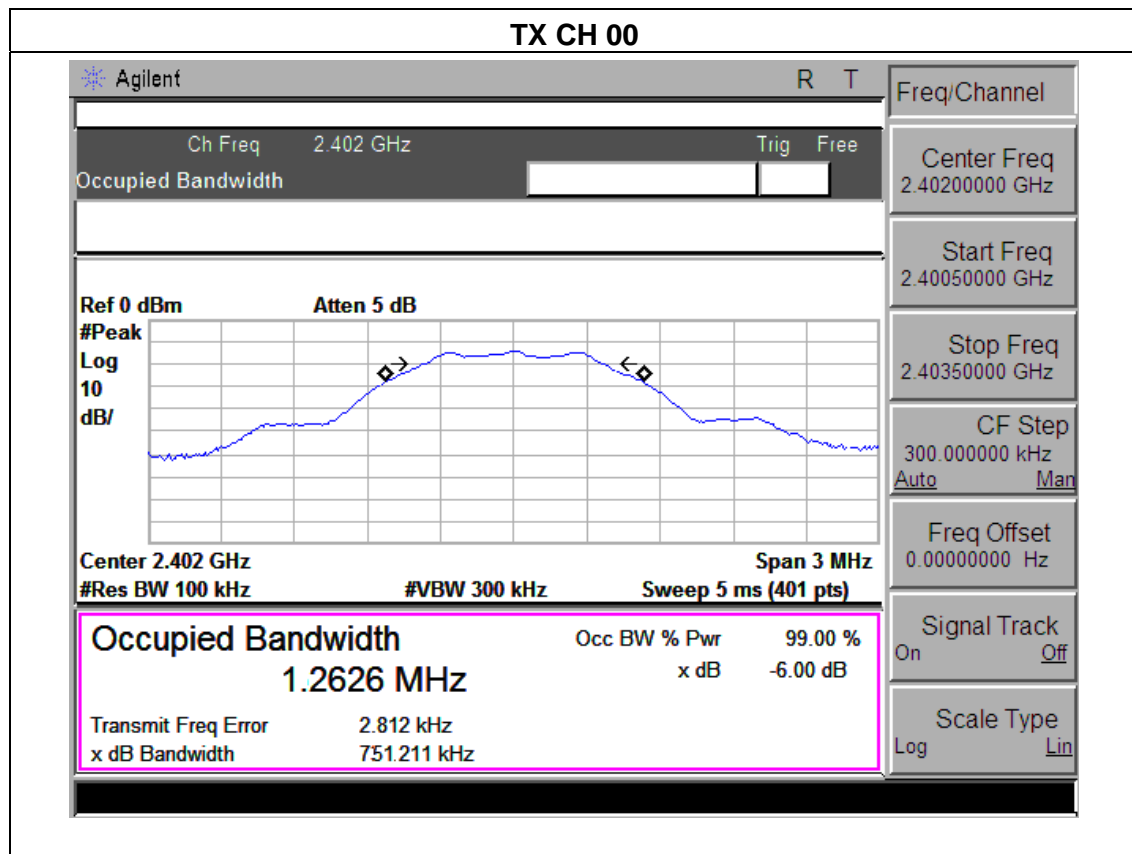 TX CH 00
Agilent R T
Ch Freq 2.402 GHz Trig Free
Occupied Bandwidth
Ref 0 dBm Atten 5 dB
#Peak
Log
10
dB/
Center 2.402 GHz Span 3 MHz
#Res BW 100 kHz #VBW 300 kHz Sweep 5 ms (401 pts)
Occupied Bandwidth
1.2626 MHz
Occ BW % Pwr 99.00 %
x dB -6.00 dB
Transmit Freq Error 2.812 kHz
x dB Bandwidth 751.211 kHz
Freq/Channel
Center Freq
2.40200000 GHz
Start Freq
2.40050000 GHz
Stop Freq
2.40350000 GHz
CF Step
300.000000 kHz
Auto Man
Freq Offset
0.00000000 Hz
Signal Track
On Off
Scale Type
Log Lin